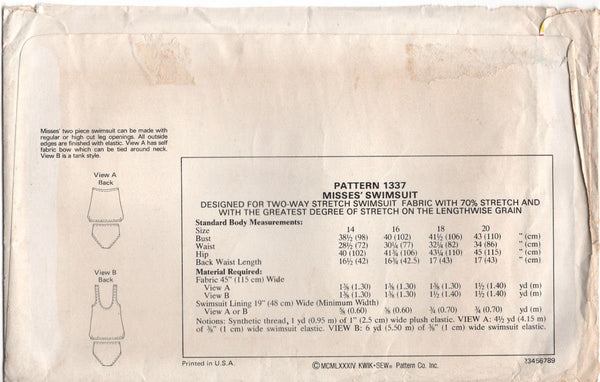 Misses' two piece swimsuit can be made with
regular or high cut leg openings. All outside
edges are finished with elastic. View A has self
fabric bow which can be tied around neck.
View B is a tank style.
View A
Back
View B
Back
PATTERN 1337
MISSES' SWIMSUIT
DESIGNED FOR TWO-WAY STRETCH SWIMSUIT FABRIC WITH 70% STRETCH AND
WITH THE GREATEST DEGREE OF STRETCH ON THE LENGTHWISE GRAIN
Standard Body Measurements:
Size 14 16 18 20
Bust 38½ (98) 40 (102) 41½ (106) 43 (110) " (cm)
Waist 28½ (72) 30¼ (77) 32¼ (82) 34 (86) " (cm)
Hip 40 (102) 41¾ (106) 43¼ (110) 45 (115) " (cm)
Back Waist Length 16½ (42) 16¾ (42.5) 17 (43) 17 (43) " (cm)
Material Required:
Fabric 45" (115 cm) Wide
View A 1⅜ (1.30) 1⅜ (1.30) 1½ (1.40) 1½ (1.40) yd (m)
View B 1⅜ (1.30) 1⅜ (1.30) 1⅜ (1.30) 1½ (1.40) yd (m)
Swimsuit Lining 19" (48 cm) Wide (Minimum Width)
View A or B ⅝ (0.60) ⅝ (0.60) ¾ (0.70) ¾ (0.70) yd (m)
Notions: Synthetic thread, 1 yd (0.95 m) of 1" (2.5 cm) wide plush elastic. VIEW A: 4½ yd (4.15 m)
of ⅜" (1 cm) wide swimsuit elastic. VIEW B: 6 yd (5.50 m) of ⅜" (1 cm) wide swimsuit elastic.
Printed in U.S.A.
©MCMLXXXIV KWIK•SEW® Pattern Co. Inc.
23456789